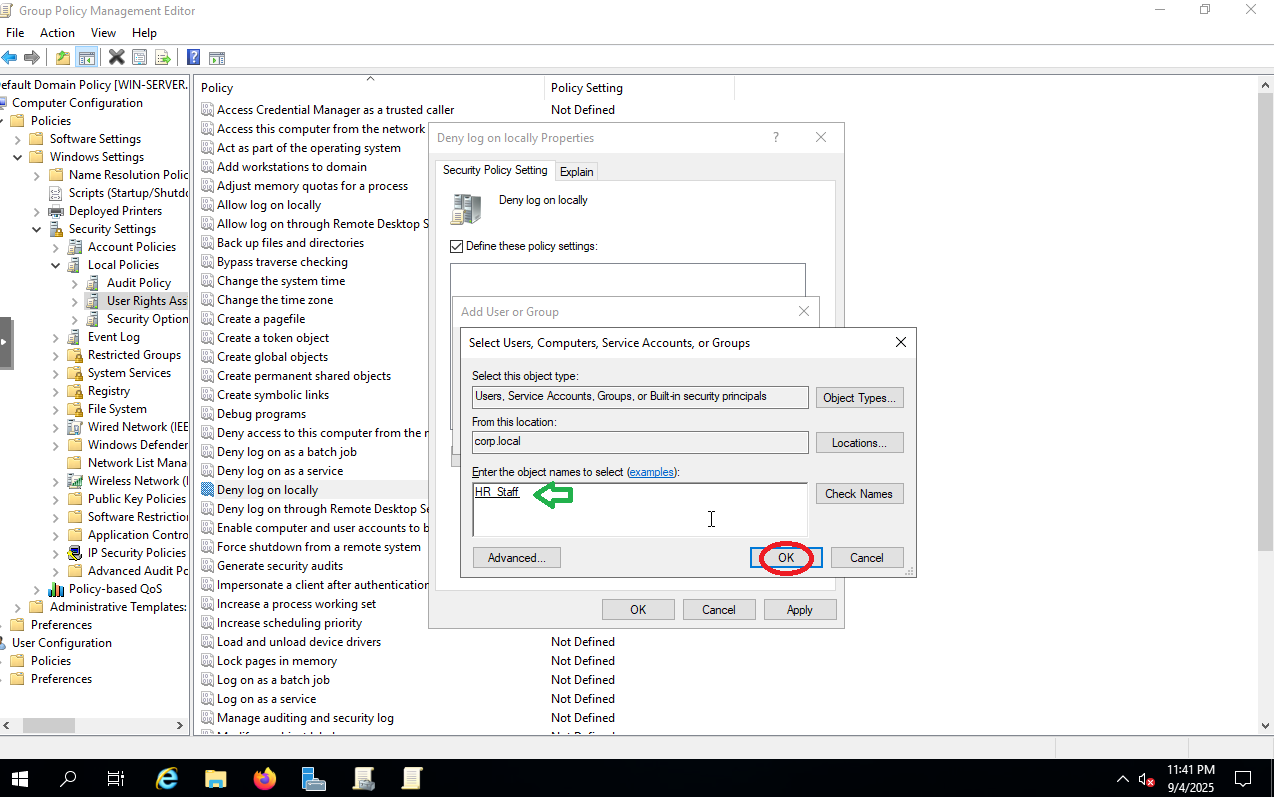 Group Policy Management Editor
File Action View Help
efault Domain Policy [WIN-SERVER.
Computer Configuration
Policies
Software Settings
Windows Settings
Name Resolution Polic
Scripts (Startup/Shutdo
Deployed Printers
Security Settings
Account Policies
Local Policies
Audit Policy
User Rights Ass
Security Option
Event Log
Restricted Groups
System Services
Registry
File System
Wired Network (IEE
Windows Defender
Network List Mana
Wireless Network (I
Public Key Policies
Software Restriction
Application Contro
IP Security Policies
Advanced Audit Po
Policy-based QoS
Administrative Templates:
Preferences
User Configuration
Policies
Preferences
Policy Policy Setting
Access Credential Manager as a trusted caller Not Defined
Access this computer from the network
Act as part of the operating system
Add workstations to domain
Adjust memory quotas for a process
Allow log on locally
Allow log on through Remote Desktop S
Back up files and directories
Bypass traverse checking
Change the system time
Change the time zone
Create a pagefile
Create a token object
Create global objects
Create permanent shared objects
Create symbolic links
Debug programs
Deny access to this computer from the n
Deny log on as a batch job
Deny log on as a service
Deny log on locally
Deny log on through Remote Desktop Se
Enable computer and user accounts to b
Force shutdown from a remote system
Generate security audits
Impersonate a client after authentication
Increase a process working set
Increase scheduling priority
Load and unload device drivers Not Defined
Lock pages in memory Not Defined
Log on as a batch job Not Defined
Log on as a service Not Defined
Manage auditing and security log Not Defined
Deny log on locally Properties ?
Security Policy Setting Explain
Deny log on locally
Define these policy settings:
Add User or Group
Select Users, Computers, Service Accounts, or Groups
Select this object type:
Users, Service Accounts, Groups, or Built-in security principals Object Types...
From this location:
corp.local Locations...
Enter the object names to select (examples):
HR_Staff Check Names
Advanced... OK Cancel
OK Cancel Apply
11:41 PM
9/4/2025